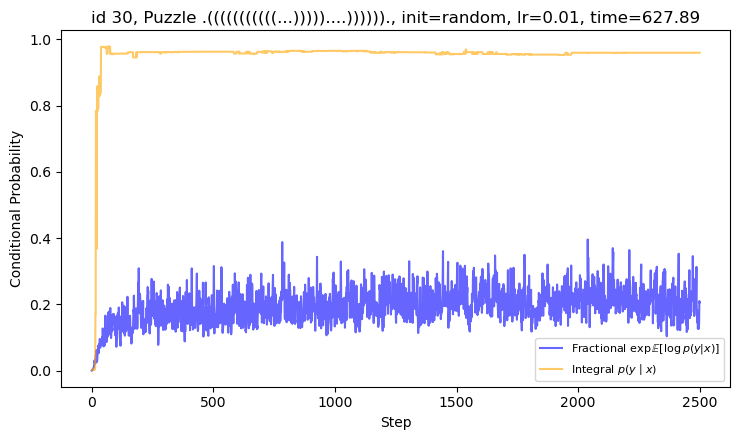 id 30, Puzzle .(((((((((((...)))))....))))))., init=random, lr=0.01, time=627.89
Conditional Probability
1.0
0.8
0.6
0.4
0.2
0.0
0
500
1000
1500
2000
2500
Step
Fractional exp𝔼[log p(y|x)]
Integral p(y | x)